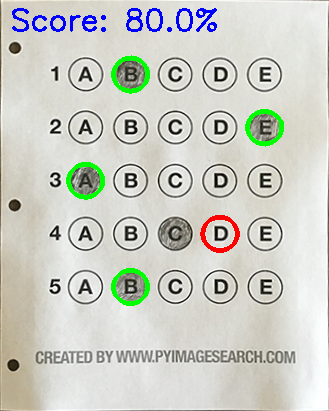 Score: 80.0%
1 A B C D E
2 A B C D E
3 A B C D E
4 A B C D E
5 A B C D E
CREATED BY WWW.PYIMAGESEARCH.COM